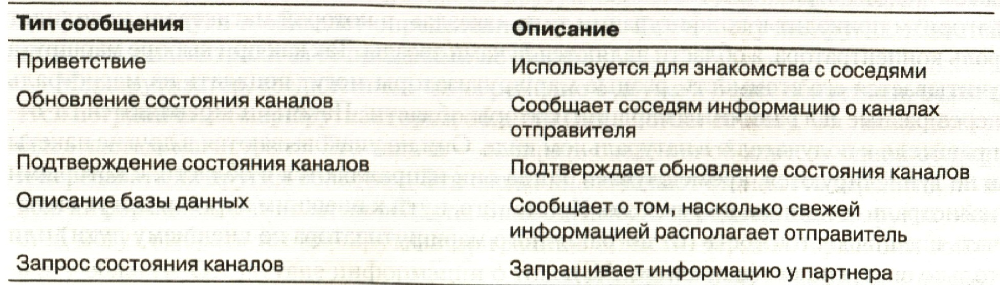 Тип сообщения
Описание
Приветствие
Используется для знакомства с соседями
Обновление состояния каналов
Сообщает соседям информацию о каналах
отправителя
Подтверждение состояния каналов
Подтверждает обновление состояния каналов
Описание базы данных
Сообщает о том, насколько свежей
информацией располагает отправитель
Запрос состояния каналов
Запрашивает информацию у партнера